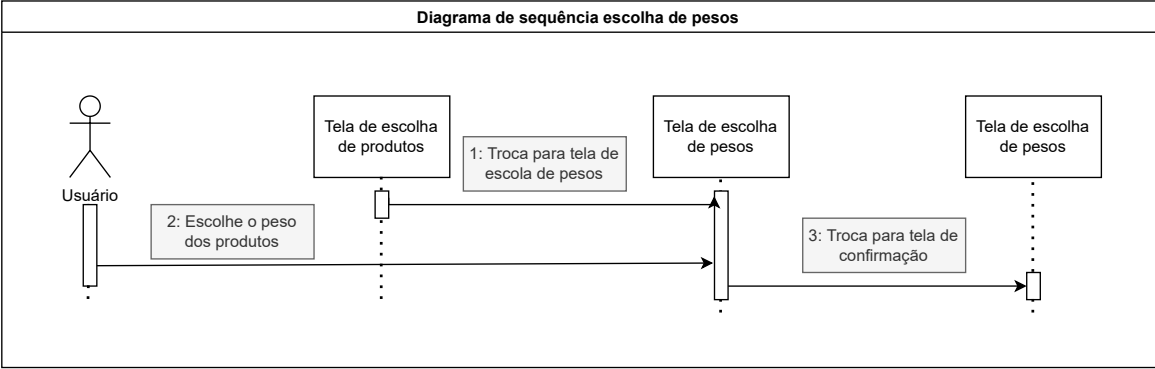 Diagrama de sequência escolha de pesos
Usuário
Tela de escolha
de produtos
1: Troca para tela de
escola de pesos
Tela de escolha
de pesos
Tela de escolha
de pesos
2: Escolhe o peso
dos produtos
3: Troca para tela de
confirmação